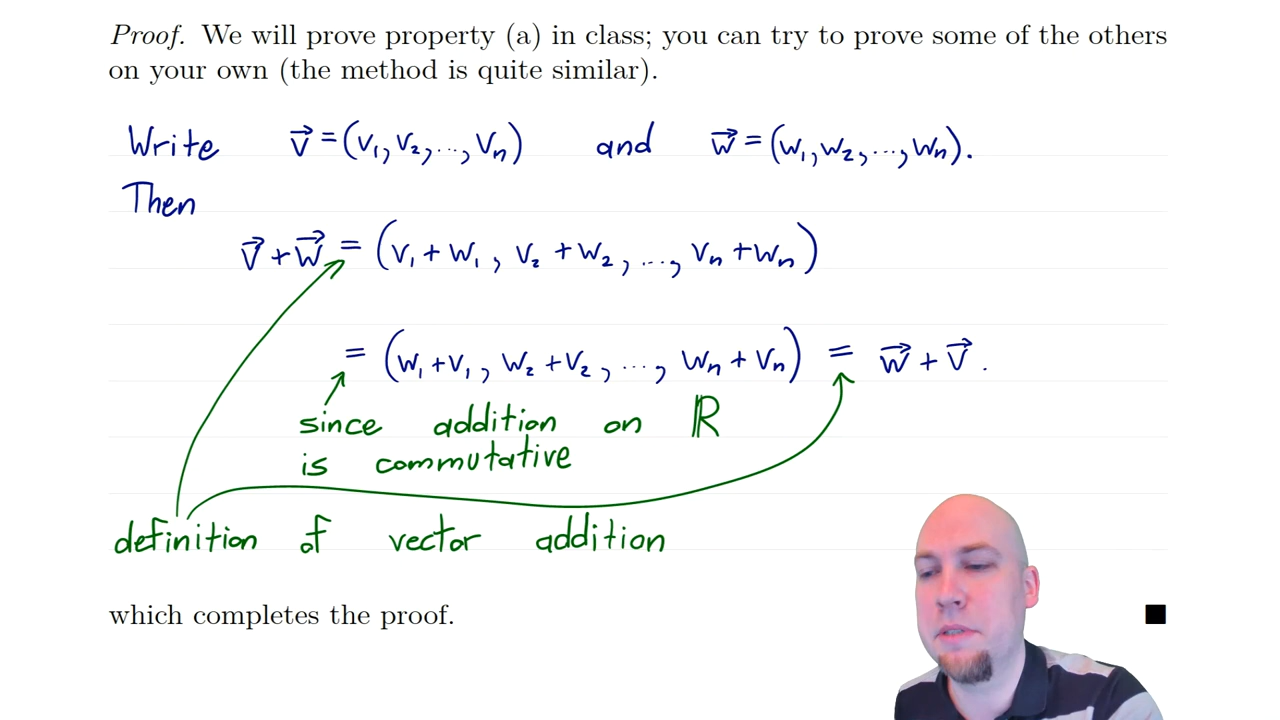 Proof. We will prove property (a) in class; you can try to prove some of the others
on your own (the method is quite similar).
Write v⃗ = (v₁, v₂, ..., vₙ) and w⃗ = (w₁, w₂, ..., wₙ).
Then
v⃗ + w⃗ = (v₁ + w₁, v₂ + w₂, ..., vₙ + wₙ)
= (w₁ + v₁, w₂ + v₂, ..., wₙ + vₙ) = w⃗ + v⃗.
since addition on ℝ
is commutative
definition of vector addition
which completes the proof. ■